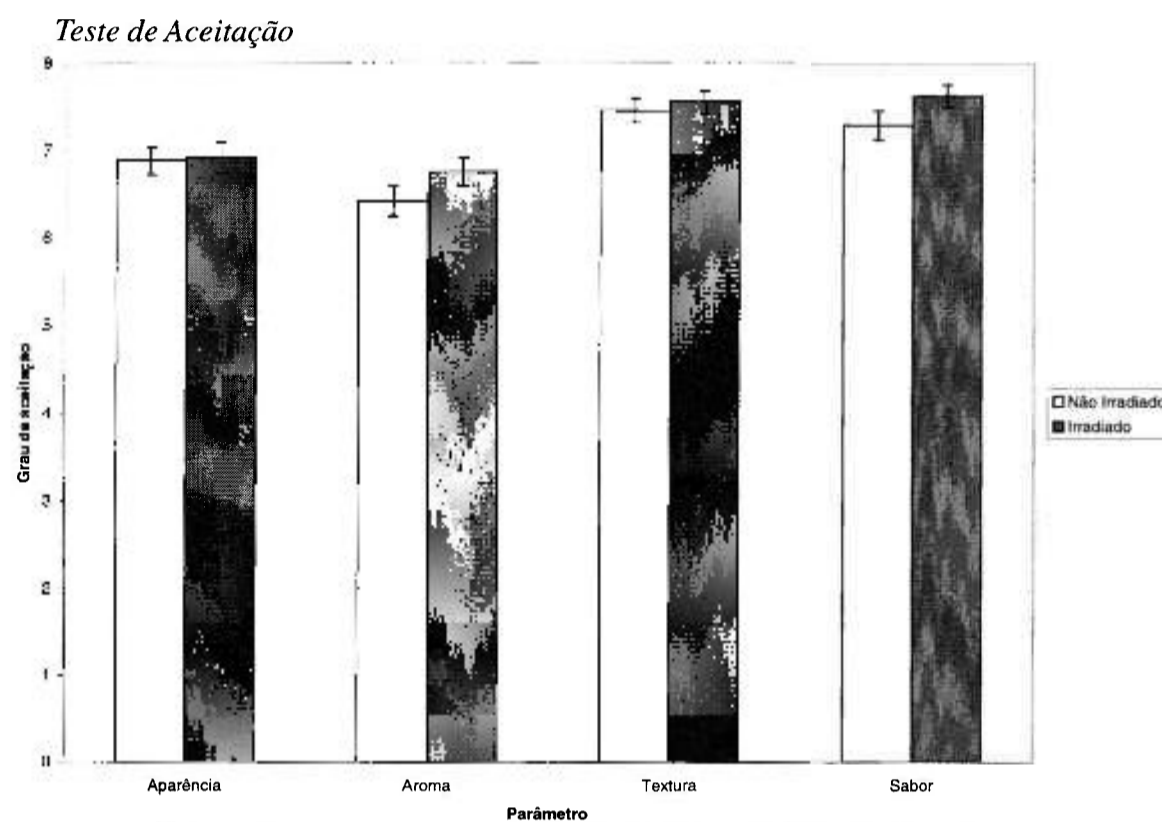 Teste de Aceitação
9
7
6
5
4
3
2
1
0
Grau de aceitação
Aparência
Aroma
Textura
Sabor
Parâmetro
Não Irradiado
Irradiado